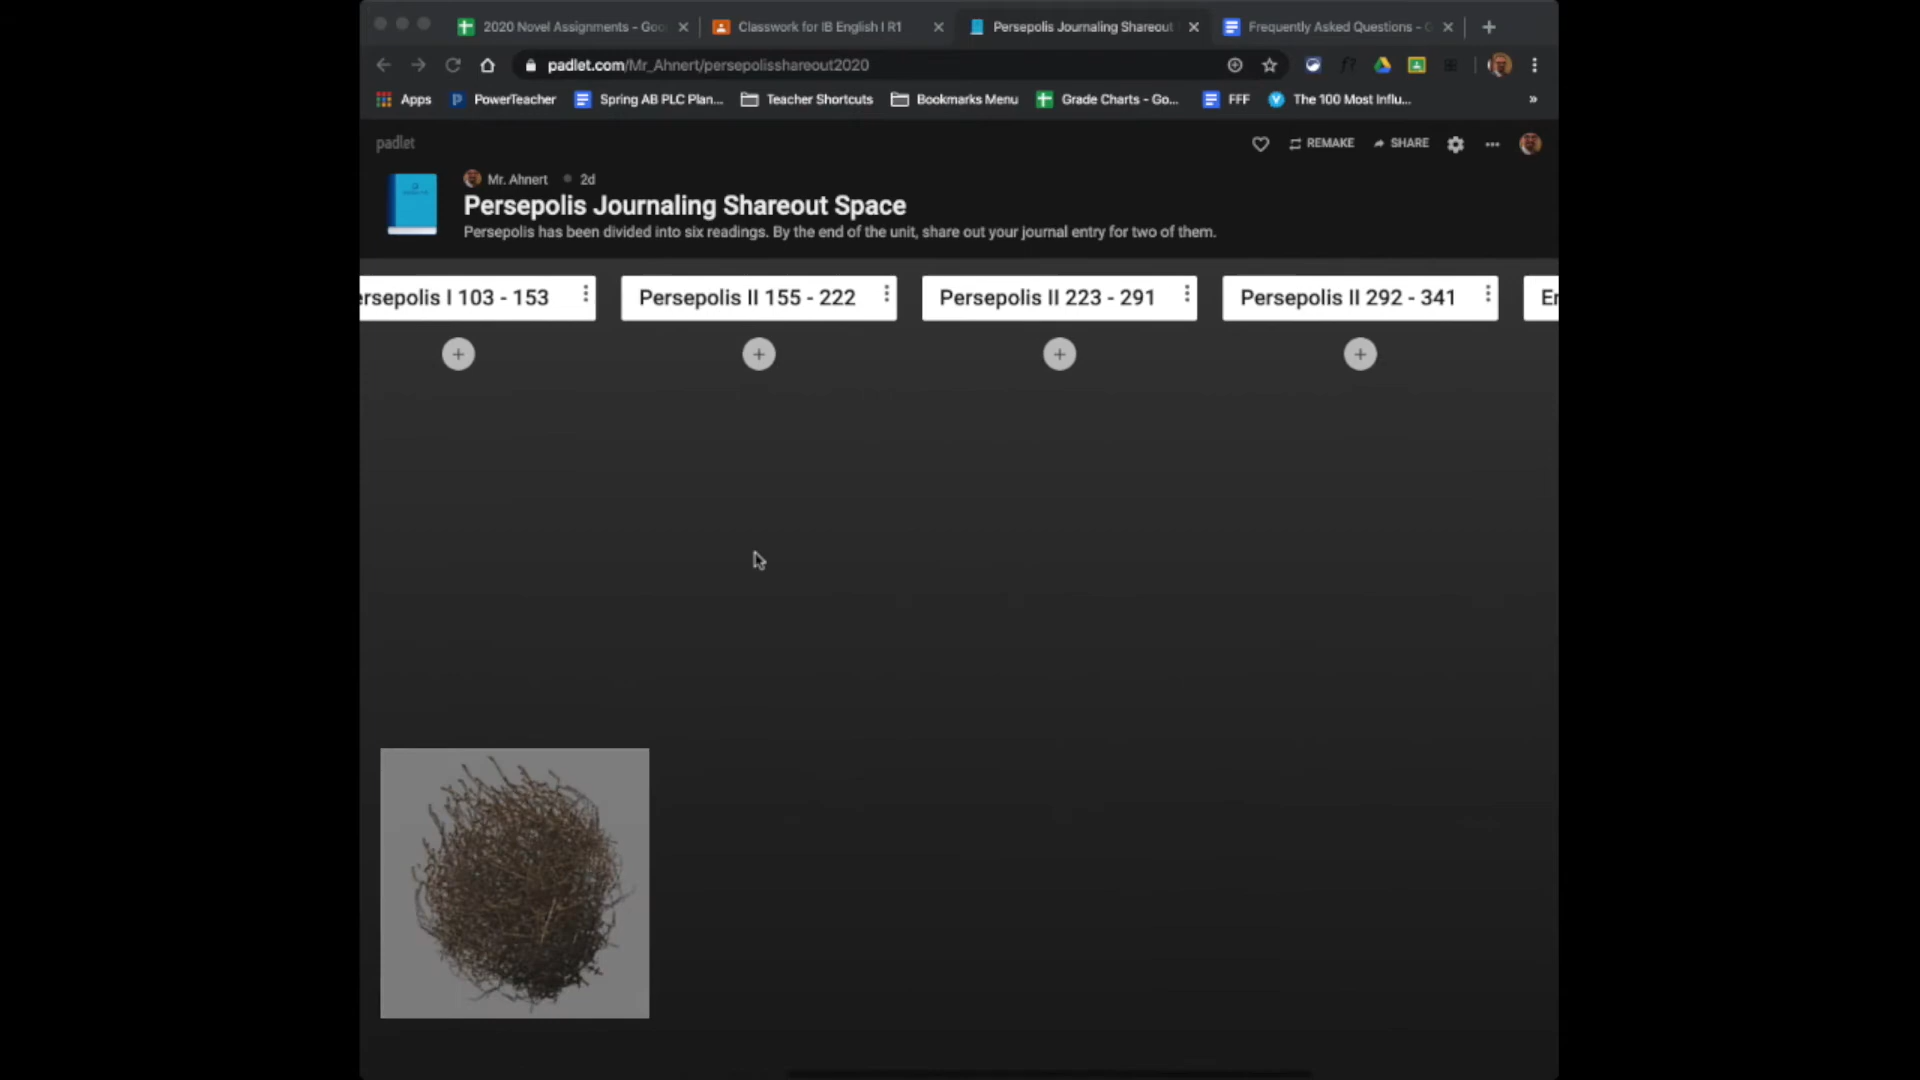 2020 Novel Assignments - Goo
Classwork for IB English I R1
Persepolis Journaling Shareout
Frequently Asked Questions - G
padlet.com/Mr_Ahnert/persepolisshareout2020
Apps
PowerTeacher
Spring AB PLC Plan...
Teacher Shortcuts
Bookmarks Menu
Grade Charts - Go...
FFF
The 100 Most Influ...
»
padlet
REMAKE
SHARE
Mr. Ahnert 2d
Persepolis Journaling Shareout Space
Persepolis has been divided into six readings. By the end of the unit, share out your journal entry for two of them.
ersepolis I 103 - 153
Persepolis II 155 - 222
Persepolis II 223 - 291
Persepolis II 292 - 341